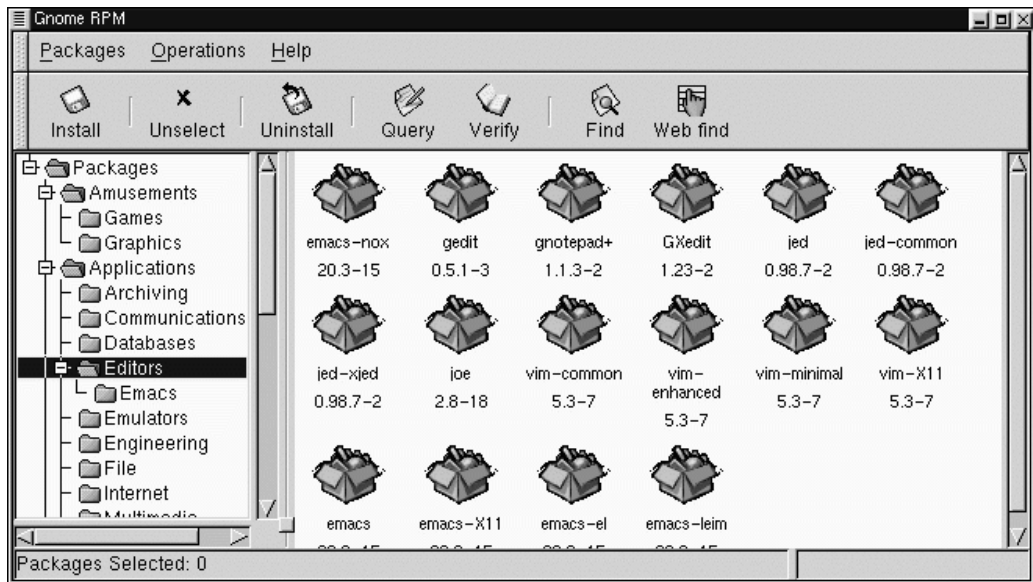 Gnome RPM
Packages Operations Help
Install Unselect Uninstall Query Verify Find Web find
Packages
Amusements
Games
Graphics
Applications
Archiving
Communications
Databases
Editors
Emacs
Emulators
Engineering
File
Internet
Multimedia
emacs-nox gedit gnotepad+ GXedit jed jed-common
20.3-15 0.5.1-3 1.1.3-2 1.23-2 0.98.7-2 0.98.7-2
jed-xjed joe vim-common vim-enhanced vim-minimal vim-X11
0.98.7-2 2.8-18 5.3-7 5.3-7 5.3-7 5.3-7
emacs emacs-X11 emacs-el emacs-leim
Packages Selected: 0